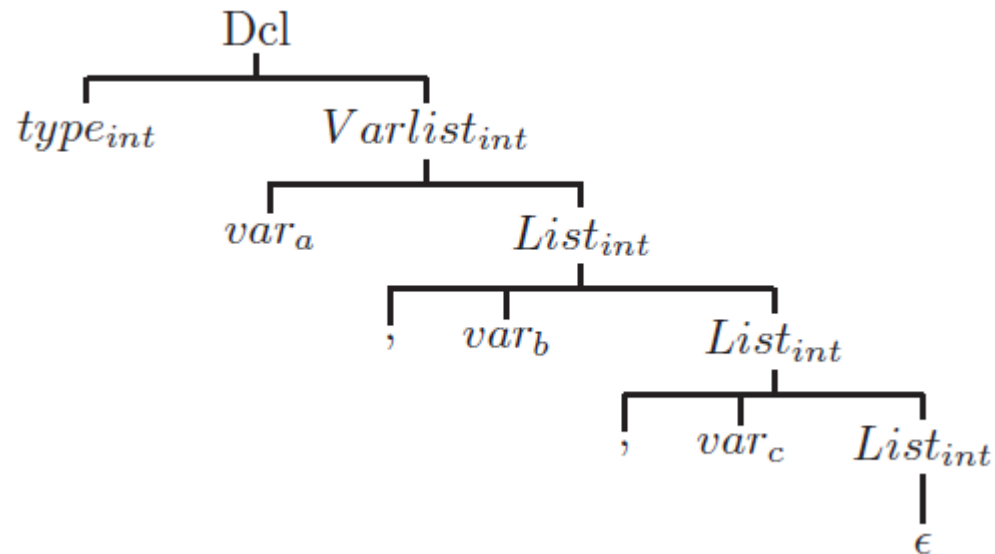 Dcl
type_int Varlist_int
var_a List_int
, var_b List_int
, var_c List_int
ϵ